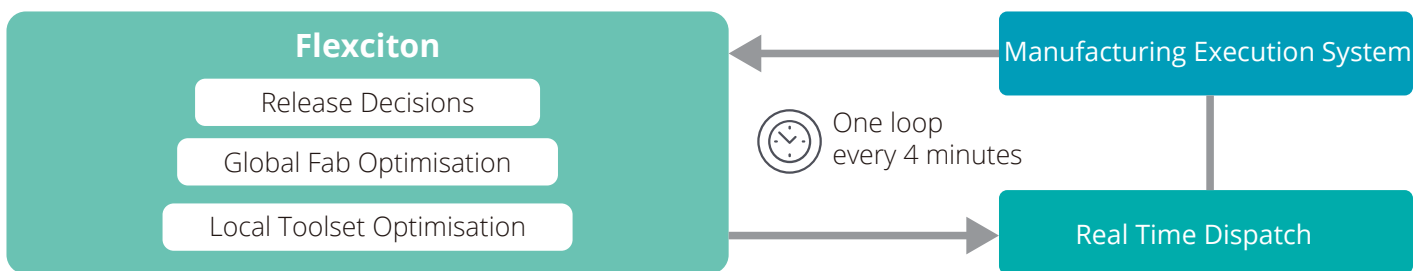 Flexciton
Release Decisions
Global Fab Optimisation
Local Toolset Optimisation
One loop
every 4 minutes
Manufacturing Execution System
Real Time Dispatch